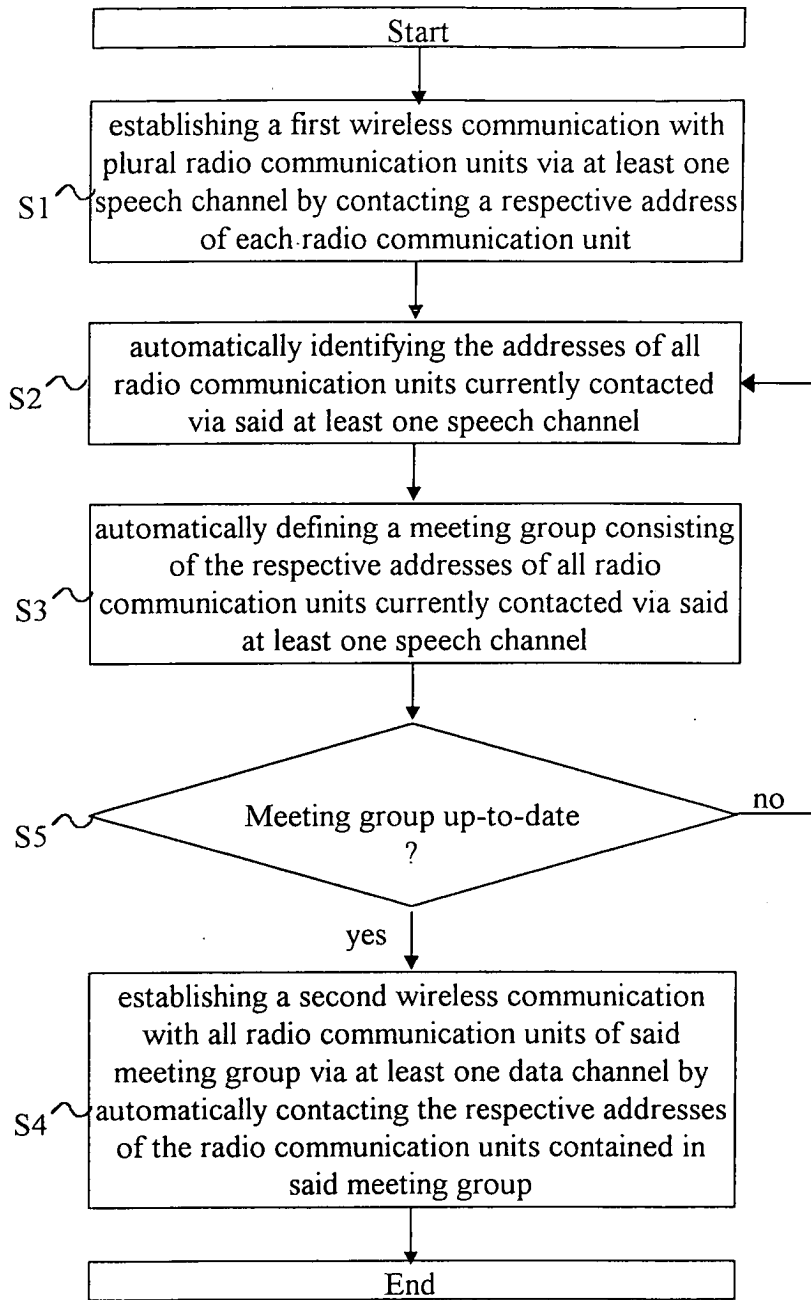 Start
establishing a first wireless communication with
plural radio communication units via at least one
speech channel by contacting a respective address
of each radio communication unit
S1
automatically identifying the addresses of all
radio communication units currently contacted
via said at least one speech channel
S2
automatically defining a meeting group consisting
of the respective addresses of all radio
communication units currently contacted via said
at least one speech channel
S3
Meeting group up-to-date
?
S5
no
yes
establishing a second wireless communication
with all radio communication units of said
meeting group via at least one data channel by
automatically contacting the respective addresses
of the radio communication units contained in
said meeting group
S4
End